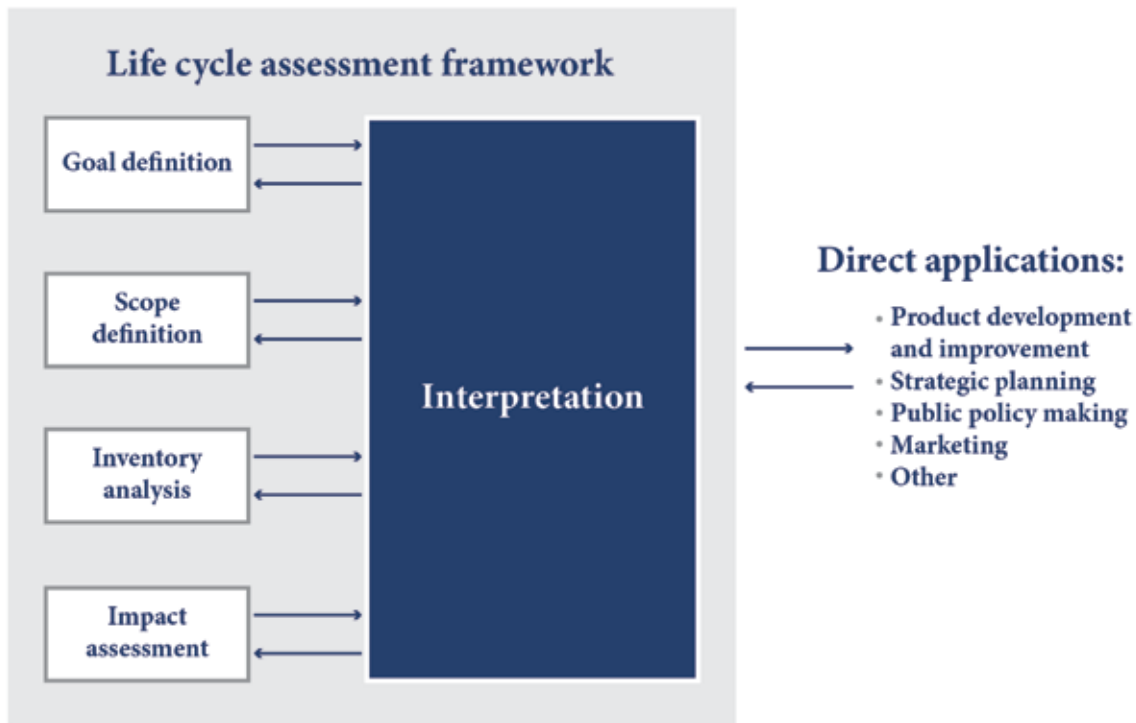 Life cycle assessment framework
Goal definition
Scope
definition
Inventory
analysis
Impact
assessment
Interpretation
Direct applications:
• Product development
and improvement
• Strategic planning
• Public policy making
• Marketing
• Other